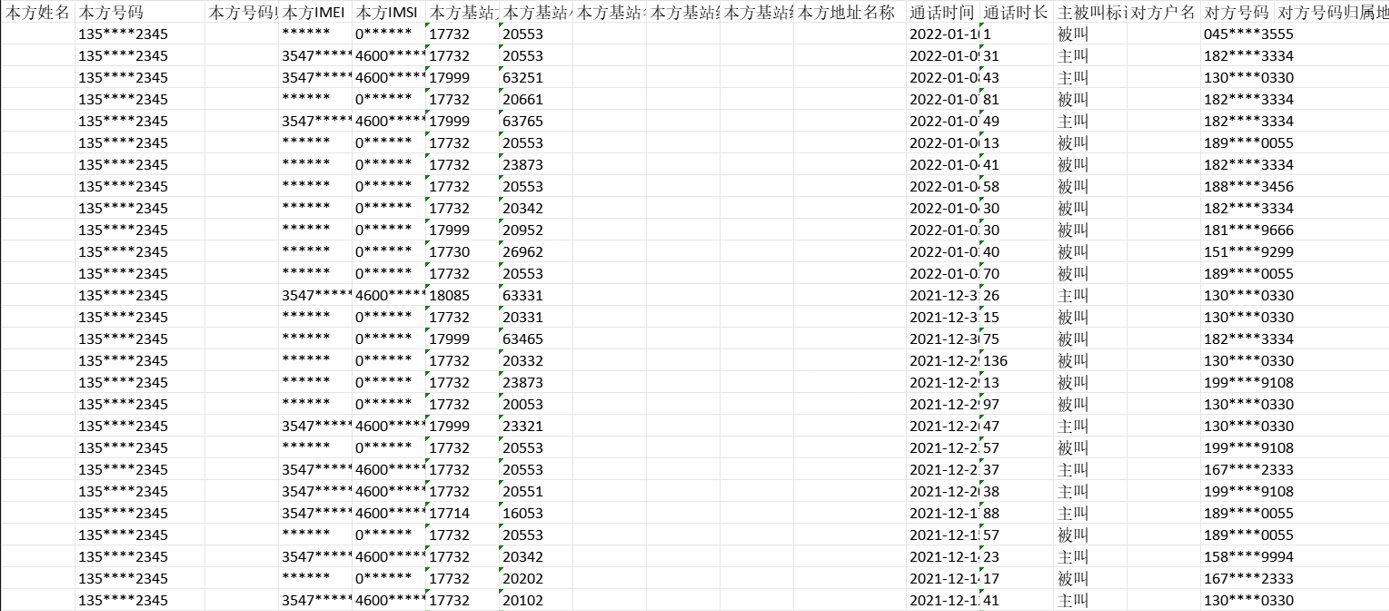 本方姓名 本方号码 本方号码 本方IMEI 本方IMSI 本方基站 本方基站 本方基站 本方基站 本方基站 本方地址名称 通话时间 通话时长 主被叫标 对方户名 对方号码 对方号码归属地
135****2345 ****** 0****** 17732 20553 2022-01-1 1 被叫 045****3555
135****2345 3547***** 4600***** 17732 20553 2022-01-0 31 主叫 182****3334
135****2345 3547***** 4600***** 17999 63251 2022-01-0 43 主叫 130****0330
135****2345 ****** 0****** 17732 20661 2022-01-0 81 被叫 182****3334
135****2345 3547***** 4600***** 17999 63765 2022-01-0 49 主叫 182****3334
135****2345 ****** 0****** 17732 20553 2022-01-0 13 被叫 189****0055
135****2345 ****** 0****** 17732 23873 2022-01-0 41 被叫 182****3334
135****2345 ****** 0****** 17732 20553 2022-01-0 58 被叫 188****3456
135****2345 ****** 0****** 17732 20342 2022-01-0 30 被叫 182****3334
135****2345 ****** 0****** 17999 20952 2022-01-0 30 被叫 181****9666
135****2345 ****** 0****** 17730 26962 2022-01-0 40 被叫 151****9299
135****2345 ****** 0****** 17732 20553 2022-01-0 70 被叫 189****0055
135****2345 3547***** 4600***** 18085 63331 2021-12-3 26 主叫 130****0330
135****2345 ****** 0****** 17732 20331 2021-12-3 15 被叫 130****0330
135****2345 ****** 0****** 17999 63465 2021-12-3 75 被叫 182****3334
135****2345 ****** 0****** 17732 20332 2021-12-2 136 被叫 130****0330
135****2345 ****** 0****** 17732 23873 2021-12-2 13 被叫 199****9108
135****2345 ****** 0****** 17732 20053 2021-12-2 97 被叫 130****0330
135****2345 3547***** 4600***** 17999 23321 2021-12-2 47 主叫 130****0330
135****2345 ****** 0****** 17732 20553 2021-12-2 57 被叫 199****9108
135****2345 3547***** 4600***** 17732 20553 2021-12-2 37 主叫 167****2333
135****2345 3547***** 4600***** 17732 20551 2021-12-2 38 主叫 199****9108
135****2345 3547***** 4600***** 17714 16053 2021-12-1 88 主叫 189****0055
135****2345 ****** 0****** 17732 20553 2021-12-1 57 被叫 189****0055
135****2345 3547***** 4600***** 17732 20342 2021-12-1 23 主叫 158****9994
135****2345 ****** 0****** 17732 20202 2021-12-1 17 被叫 167****2333
135****2345 3547***** 4600***** 17732 20102 2021-12-1 41 主叫 130****0330